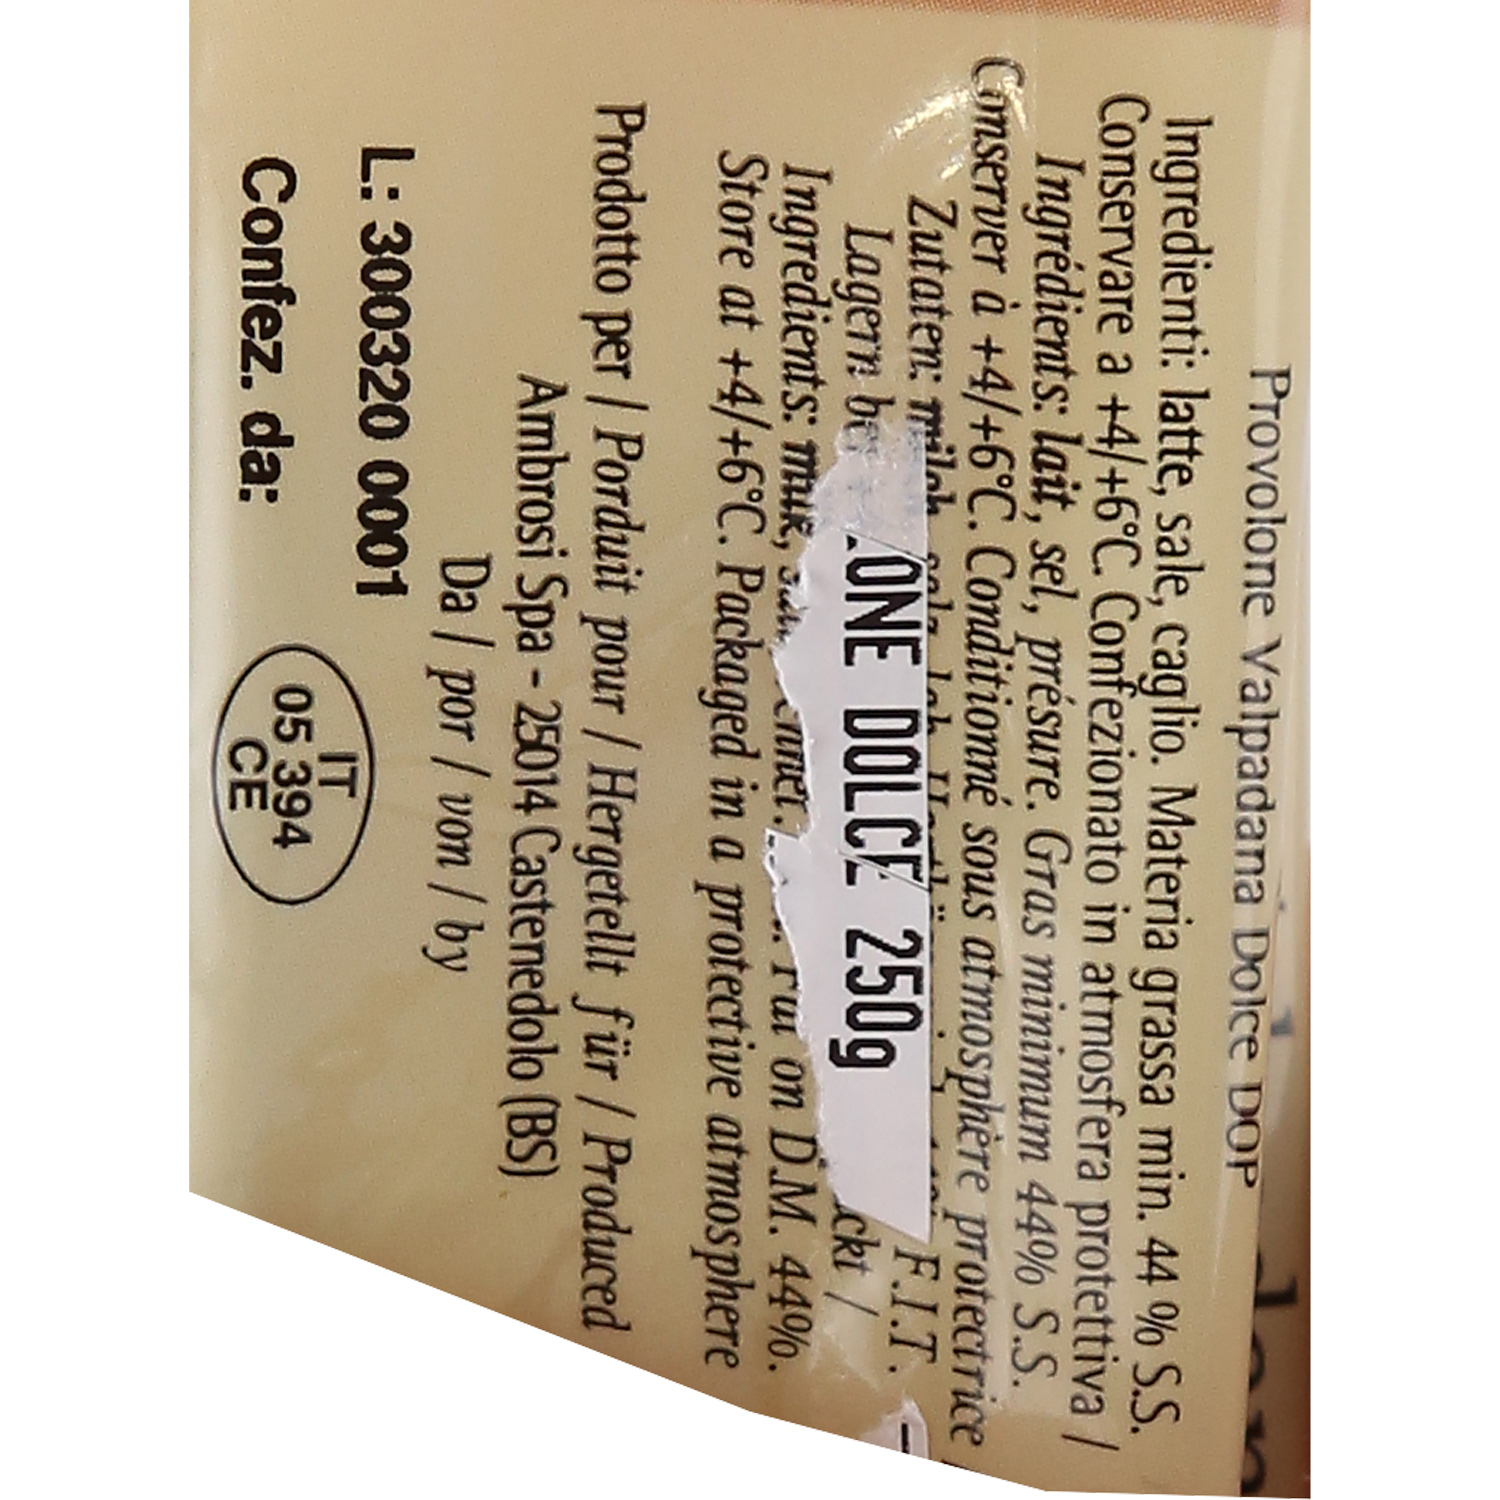 Provolone Valpadana Dolce DOP
Ingredienti: latte, sale, caglio. Materia grassa min. 44 % S.S.
Conservare a +4/+6°C. Confezionato in atmosfera protettiva /
Ingrédients: lait, sel, présure. Gras minimum 44% S.S.
Conserver à +4/+6°C. Conditionné sous atmosphère protectrice
Zutaten: milch F.I.T.
ONE DOLCE 250g
Lagern
Ingredients: milk, Fat on D.M. 44%.
Store at +4/+6°C. Packaged in a protective atmosphere
Prodotto per / Porduit pour / Hergetellt für / Produced
Ambrosi Spa - 25014 Castenedolo (BS)
Da / por / von / by
L: 300320 0001
Confez. da:
IT
05 394
CE